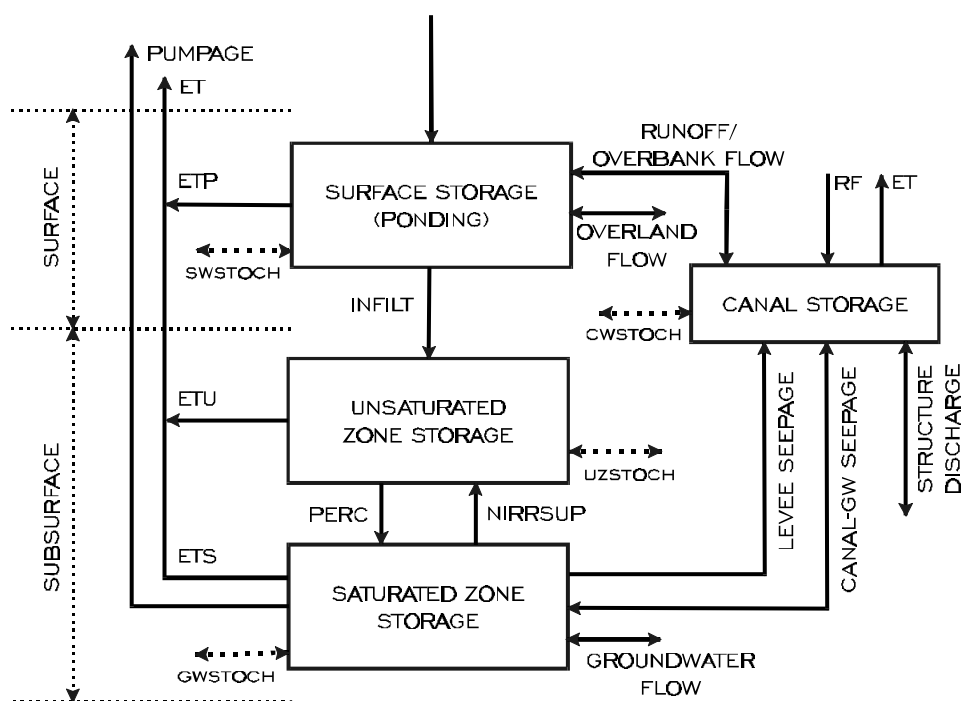 PUMPAGE
ET
RUNOFF/
OVERBANK FLOW
SURFACE
ETP
SURFACE STORAGE
(PONDING)
RF
ET
OVERLAND
FLOW
SWSTOCH
INFILT
CANAL STORAGE
CWSTOCH
SUBSURFACE
ETU
UNSATURATED
ZONE STORAGE
UZSTOCH
LEVEE SEEPAGE
CANAL-GW SEEPAGE
STRUCTURE
DISCHARGE
PERC
NIRRSUP
ETS
SATURATED ZONE
STORAGE
GWSTOCH
GROUNDWATER
FLOW